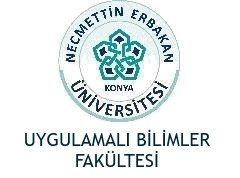 NECMETTİN ERBAKAN
ÜNİVERSİTESİ
KONYA
UYGULAMALI BİLİMLER
FAKÜLTESİ